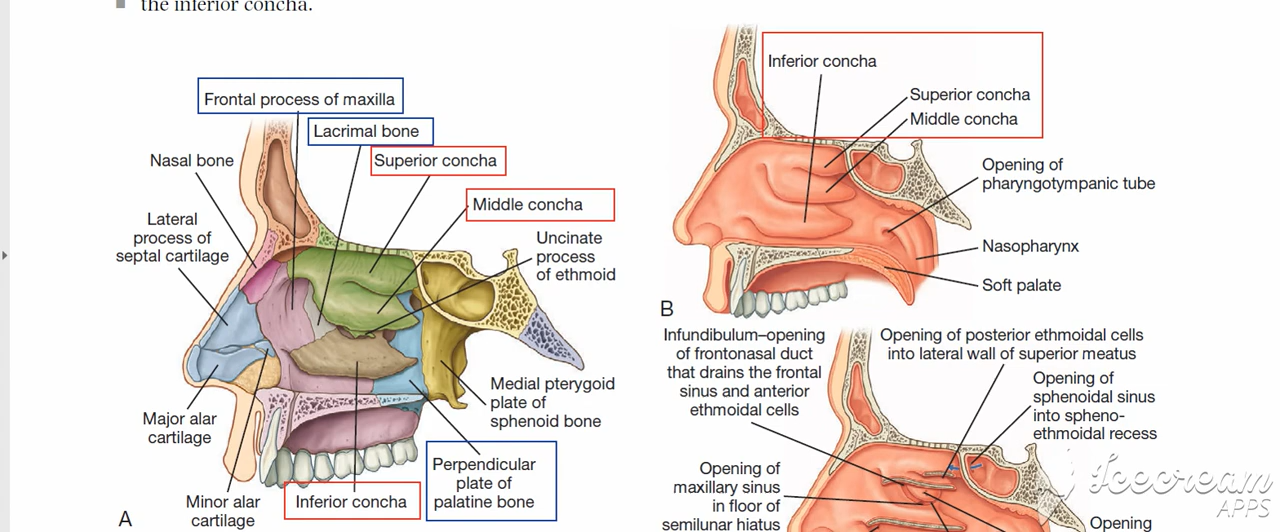 the inferior concha.
Frontal process of maxilla
Lacrimal bone
Superior concha
Middle concha
Nasal bone
Lateral
process of
septal cartilage
Uncinate
process
of ethmoid
Medial pterygoid
plate of
sphenoid bone
Major alar
cartilage
Minor alar
cartilage
Inferior concha
Perpendicular
plate of
palatine bone
A
Inferior concha
Superior concha
Middle concha
Opening of
pharyngotympanic tube
Nasopharynx
Soft palate
B
Infundibulum–opening
of frontonasal duct
that drains the frontal
sinus and anterior
ethmoidal cells
Opening of posterior ethmoidal cells
into lateral wall of superior meatus
Opening of
sphenoidal sinus
into spheno-
ethmoidal recess
Opening of
maxillary sinus
in floor of
semilunar hiatus
Opening
Icecream
APPS